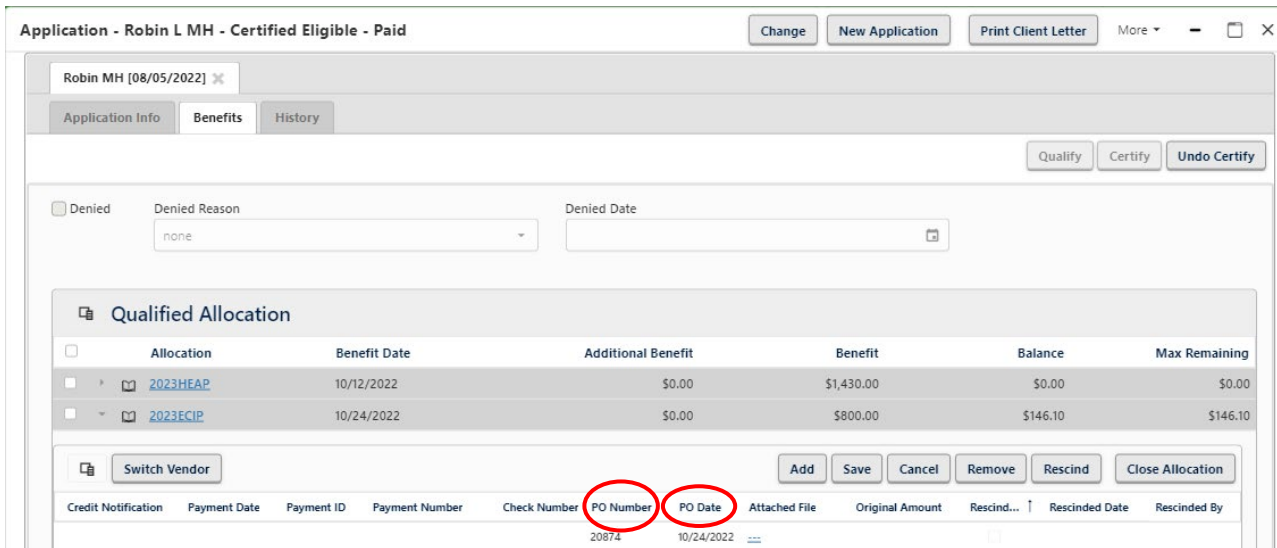 Application - Robin L MH - Certified Eligible - Paid Change New Application Print Client Letter More
Robin MH [08/05/2022]
Application Info Benefits History
Qualify Certify Undo Certify
Denied Denied Reason Denied Date
none
Qualified Allocation
Allocation Benefit Date Additional Benefit Benefit Balance Max Remaining
2023HEAP 10/12/2022 $0.00 $1,430.00 $0.00 $0.00
2023ECIP 10/24/2022 $0.00 $800.00 $146.10 $146.10
Switch Vendor Add Save Cancel Remove Rescind Close Allocation
Credit Notification Payment Date Payment ID Payment Number Check Number PO Number PO Date Attached File Original Amount Rescind... Rescinded Date Rescinded By
20874 10/24/2022 ---